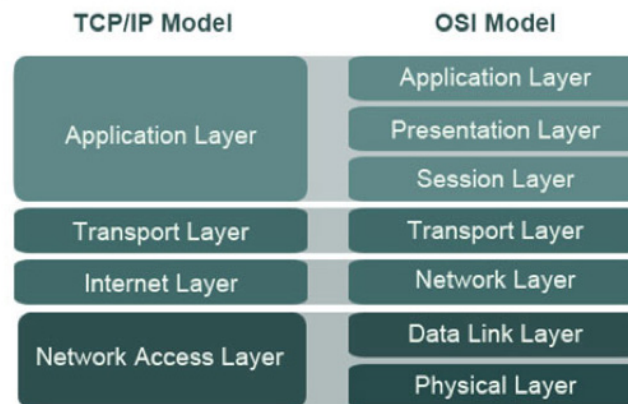 TCP/IP Model
OSI Model
Application Layer
Application Layer
Presentation Layer
Session Layer
Transport Layer
Transport Layer
Internet Layer
Network Layer
Network Access Layer
Data Link Layer
Physical Layer